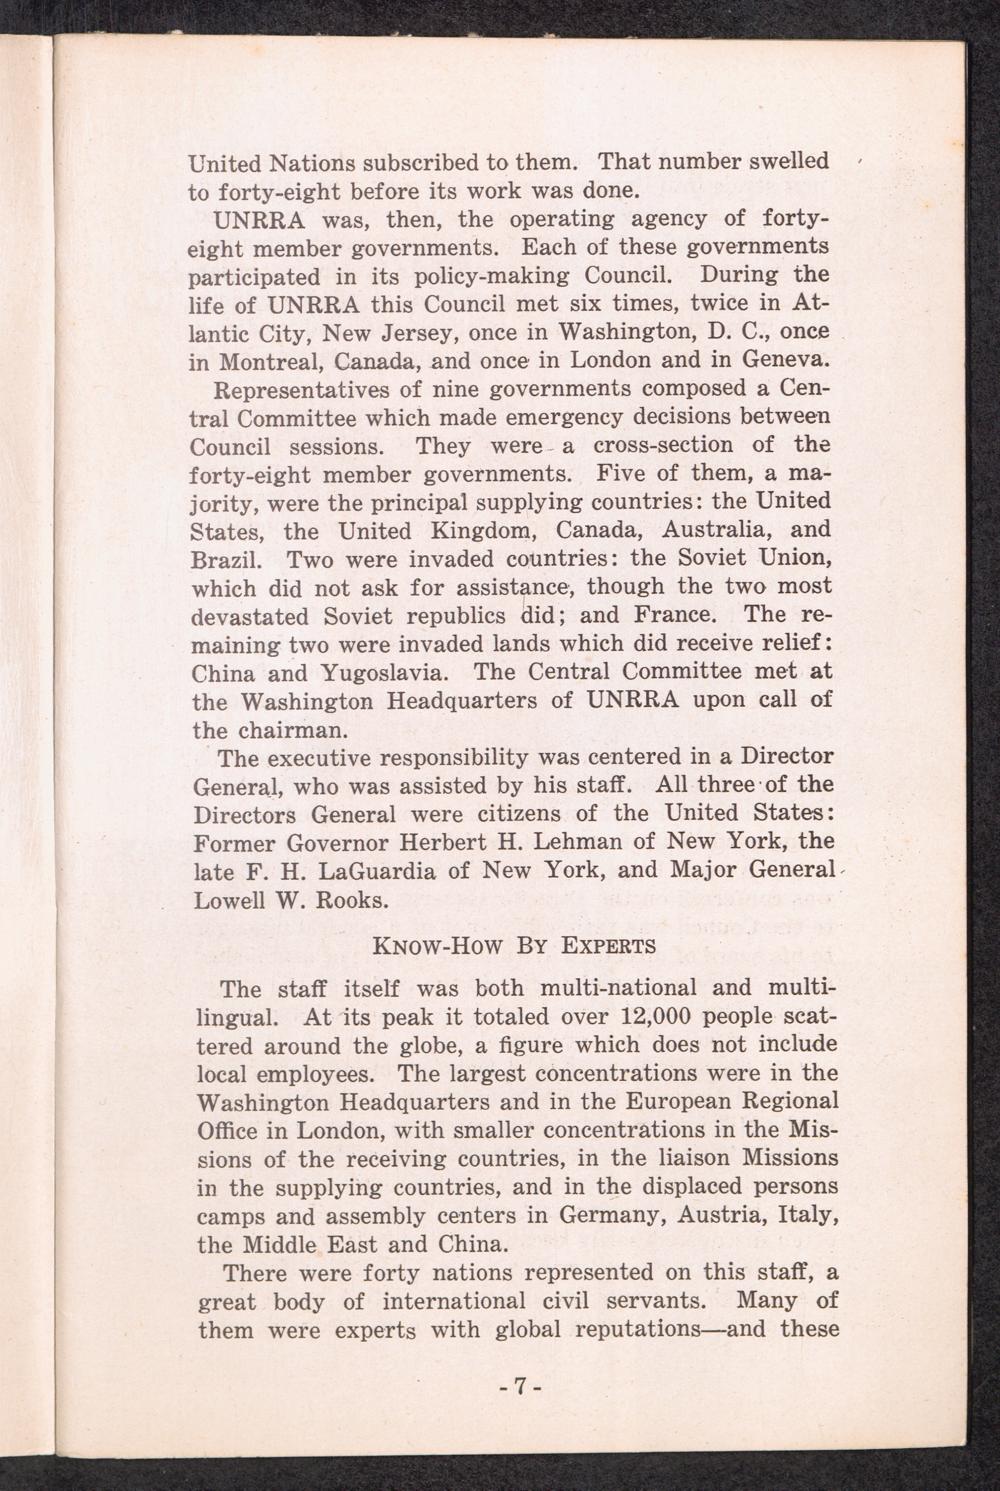 United Nations subscribed to them. That number swelled
to forty-eight before its work was done.
UNRRA was, then, the operating agency of forty-
eight member governments. Each of these governments
participated in its policy-making Council. During the
life of UNRRA this Council met six times, twice in At-
lantic City, New Jersey, once in Washington, D. C., once
in Montreal, Canada, and once in London and in Geneva.
Representatives of nine governments composed a Cen-
tral Committee which made emergency decisions between
Council sessions. They were a cross-section of the
forty-eight member governments. Five of them, a ma-
jority, were the principal supplying countries: the United
States, the United Kingdom, Canada, Australia, and
Brazil. Two were invaded countries: the Soviet Union,
which did not ask for assistance, though the two most
devastated Soviet republics did; and France. The re-
maining two were invaded lands which did receive relief:
China and Yugoslavia. The Central Committee met at
the Washington Headquarters of UNRRA upon call of
the chairman.
The executive responsibility was centered in a Director
General, who was assisted by his staff. All three of the
Directors General were citizens of the United States:
Former Governor Herbert H. Lehman of New York, the
late F. H. LaGuardia of New York, and Major General
Lowell W. Rooks.
KNOW-HOW BY EXPERTS
The staff itself was both multi-national and multi-
lingual. At its peak it totaled over 12,000 people scat-
tered around the globe, a figure which does not include
local employees. The largest concentrations were in the
Washington Headquarters and in the European Regional
Office in London, with smaller concentrations in the Mis-
sions of the receiving countries, in the liaison Missions
in the supplying countries, and in the displaced persons
camps and assembly centers in Germany, Austria, Italy,
the Middle East and China.
There were forty nations represented on this staff, a
great body of international civil servants. Many of
them were experts with global reputations—and these
- 7 -